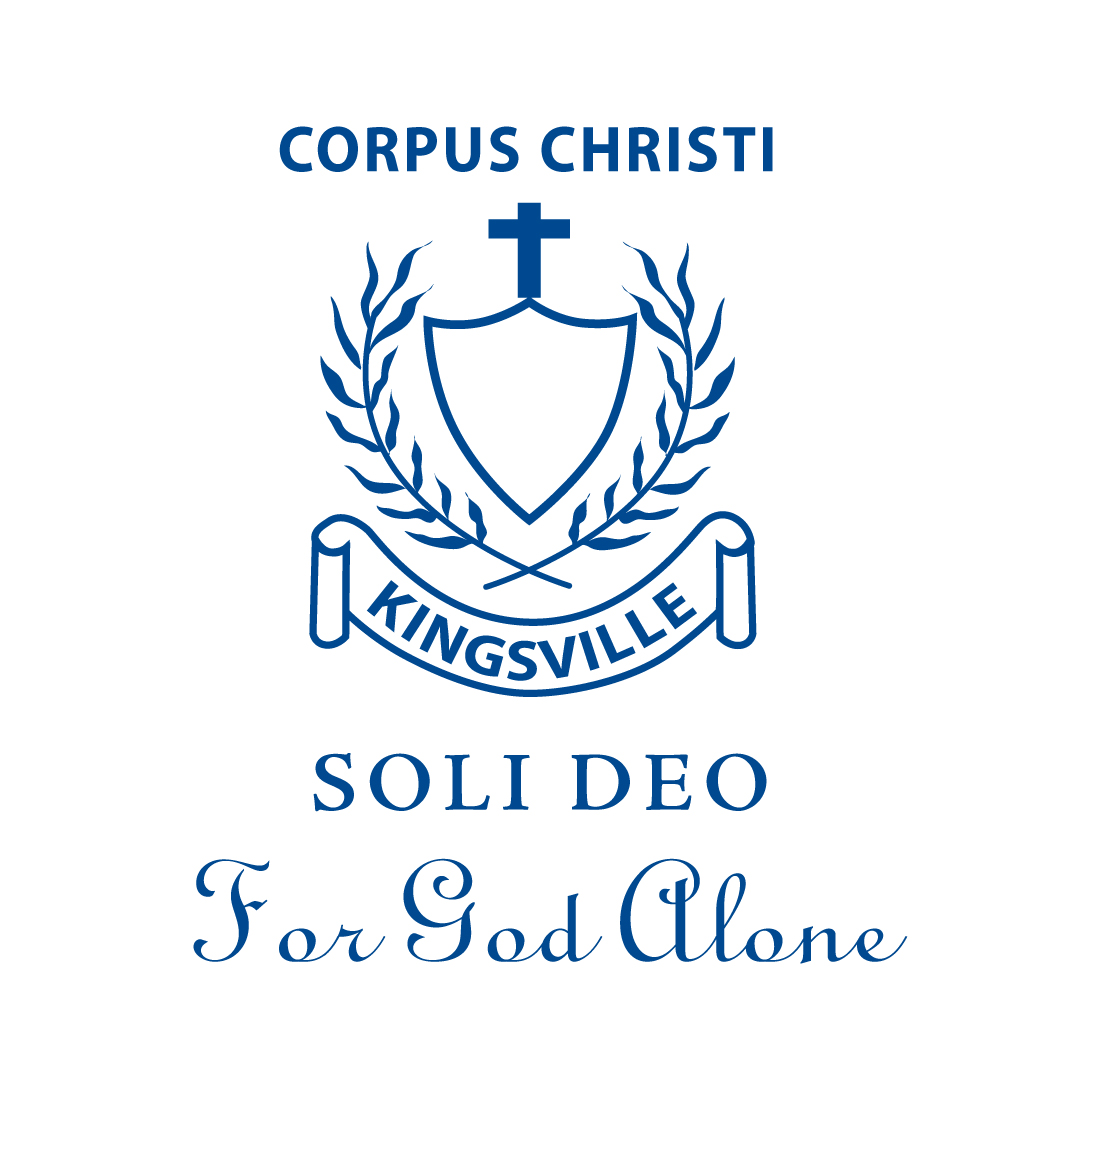 CORPUS CHRISTI
KINGSVILLE
SOLI DEO
For God Alone